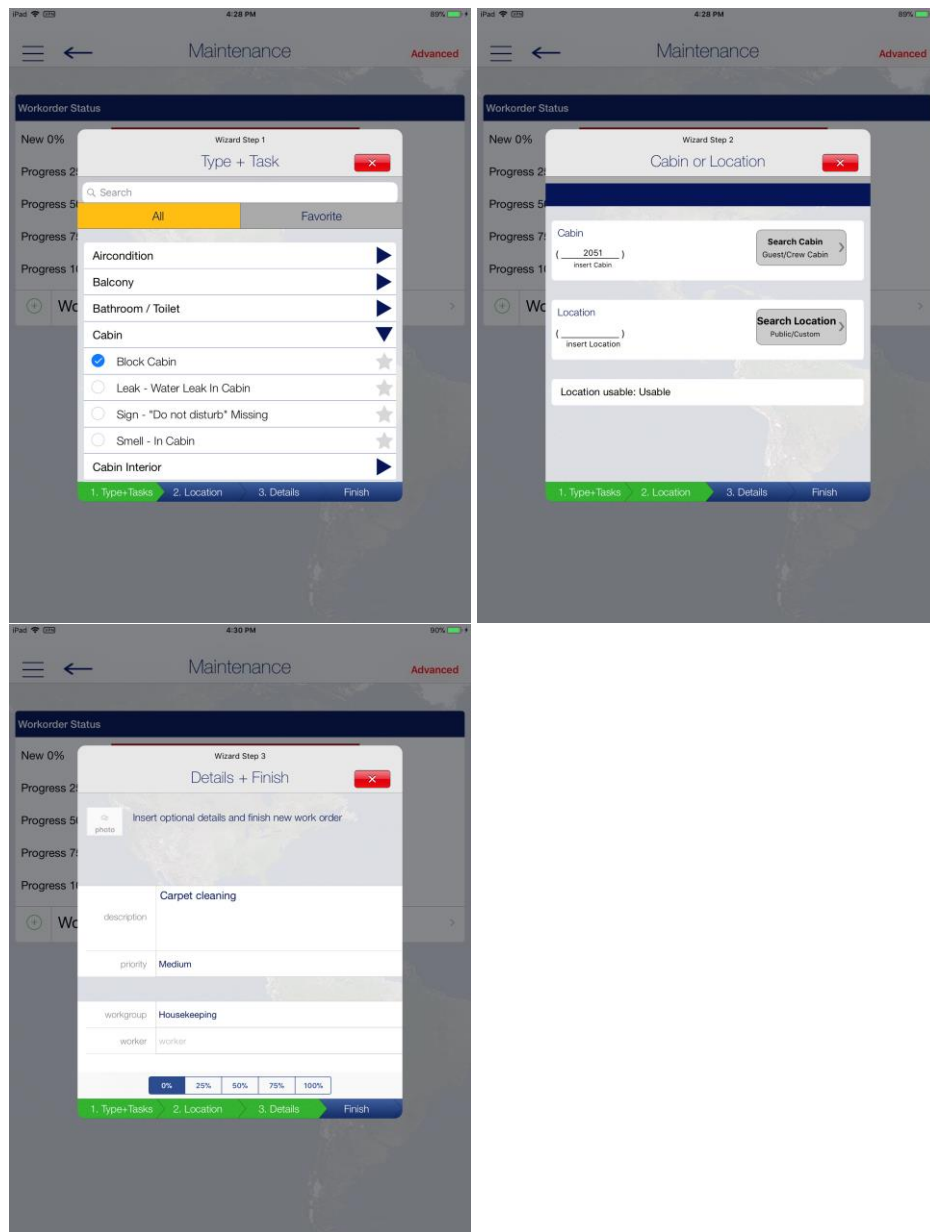 iPad
4:28 PM
89%
Maintenance
Advanced
Workorder Status
New 0%
Progress 2
Progress 5
Progress 7
Progress 1
Wo
Wizard Step 1
Type + Task
Search
All
Favorite
Aircondition
Balcony
Bathroom / Toilet
Cabin
Block Cabin
Leak - Water Leak In Cabin
Sign - "Do not disturb" Missing
Smell - In Cabin
Cabin Interior
1. Type+Tasks 2. Location 3. Details Finish
iPad
4:28 PM
89%
Maintenance
Advanced
Workorder Status
New 0%
Progress 2
Progress 5
Progress 7
Progress 1
Wo
Wizard Step 2
Cabin or Location
Cabin
( 2051 )
insert Cabin
Search Cabin
Guest/Crew Cabin
Location
( )
insert Location
Search Location
Public/Custom
Location usable: Usable
1. Type+Tasks 2. Location 3. Details Finish
iPad
4:30 PM
90%
Maintenance
Advanced
Workorder Status
New 0%
Progress 2
Progress 5
Progress 7
Progress 1
Wo
Wizard Step 3
Details + Finish
photo
Insert optional details and finish new work order
description Carpet cleaning
priority Medium
workgroup Housekeeping
worker worker
0% 25% 50% 75% 100%
1. Type+Tasks 2. Location 3. Details Finish